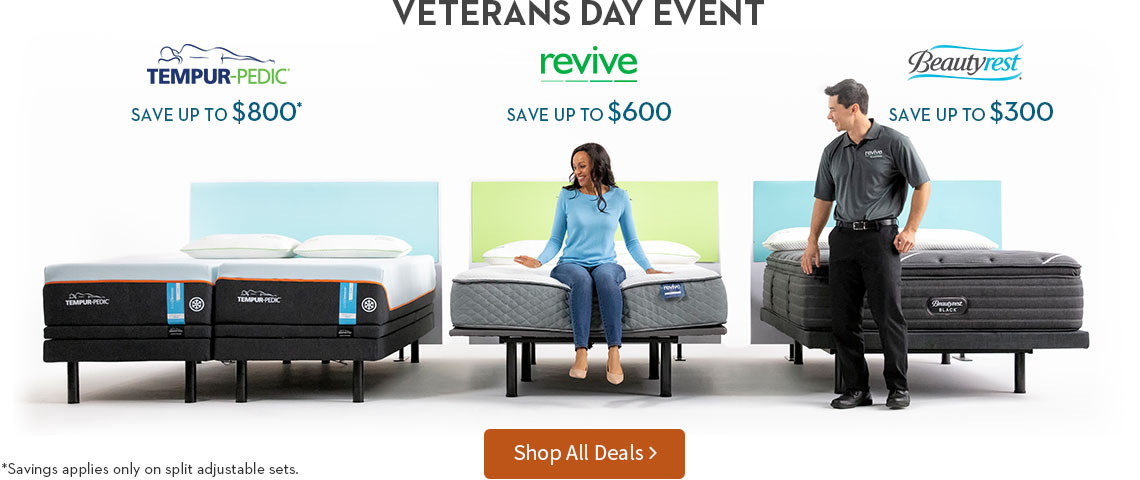 VETERANS DAY EVENT
TEMPUR-PEDIC®
SAVE UP TO $800*
revive
SAVE UP TO $600
Beautyrest®
SAVE UP TO $300
revive
TEMPUR-PEDIC
TEMPUR-PEDIC
revive
Beautyrest
BLACK
Shop All Deals >
*Savings applies only on split adjustable sets.